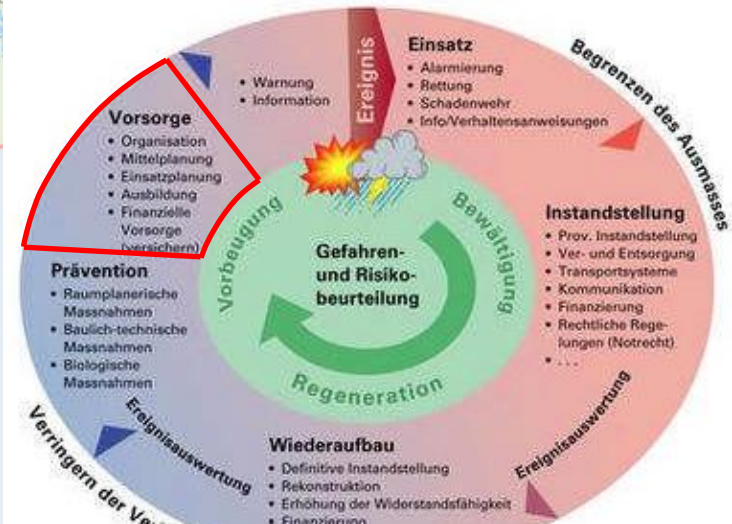 Ereignis
Einsatz
• Alarmierung
• Rettung
• Schadenwehr
• Info/Verhaltensanweisungen
Begrenzen des Ausmasses
• Warnung
• Information
Vorsorge
• Organisation
• Mittelplanung
• Einsatzplanung
• Ausbildung
• Finanzielle
Vorsorge
(versichern)
Instandstellung
• Prov. Instandstellung
• Ver- und Entsorgung
• Transportsysteme
• Kommunikation
• Finanzierung
• Rechtliche Rege-
lungen (Notrecht)
• ...
Vorbeugung
Bewältigung
Regeneration
Gefahren-
und Risiko-
beurteilung
Prävention
• Raumplanerische
Massnahmen
• Baulich-technische
Massnahmen
• Biologische
Massnahmen
Ereignisauswertung
Ereignisauswertung
Verringern der
Wiederaufbau
• Definitive Instandstellung
• Rekonstruktion
• Erhöhung der Widerstandsfähigkeit
• Finanzierung